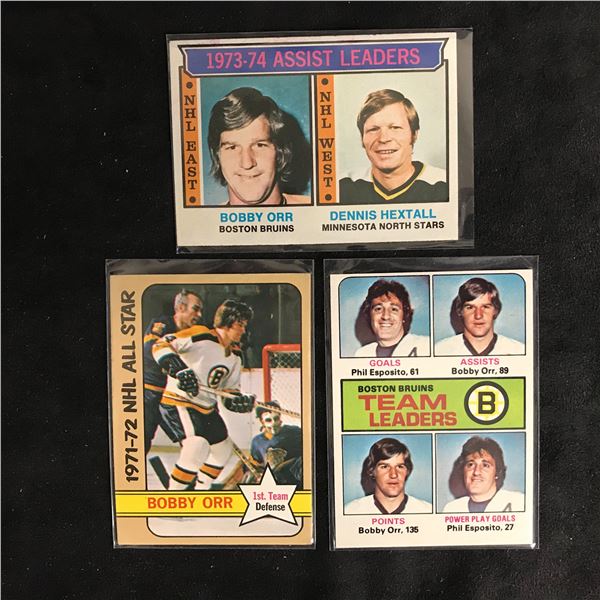 1973-74 ASSIST LEADERS
NHL EAST
NHL WEST
BOBBY ORR
BOSTON BRUINS
DENNIS HEXTALL
MINNESOTA NORTH STARS
1971-72 NHL ALL STAR
B
BOBBY ORR
1st. Team
Defense
4
GOALS
Phil Esposito, 61
ASSISTS
Bobby Orr, 89
BOSTON BRUINS
TEAM
LEADERS
B
4
POINTS
Bobby Orr, 135
POWER PLAY GOALS
Phil Esposito, 27